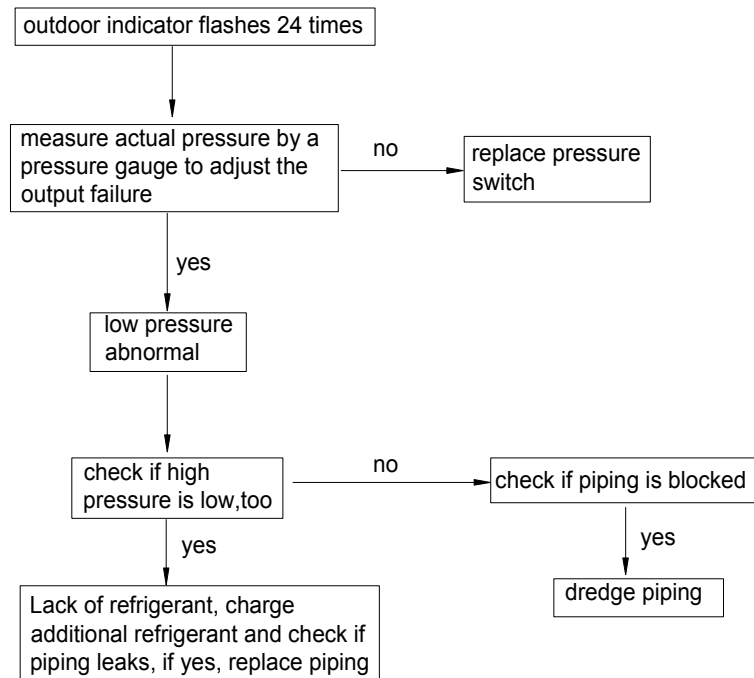 outdoor indicator flashes 24 times
measure actual pressure by a
pressure gauge to adjust the
output failure
no
replace pressure
switch
yes
low pressure
abnormal
check if high
pressure is low,too
no
check if piping is blocked
yes
yes
Lack of refrigerant, charge
additional refrigerant and check if
piping leaks, if yes, replace piping
dredge piping